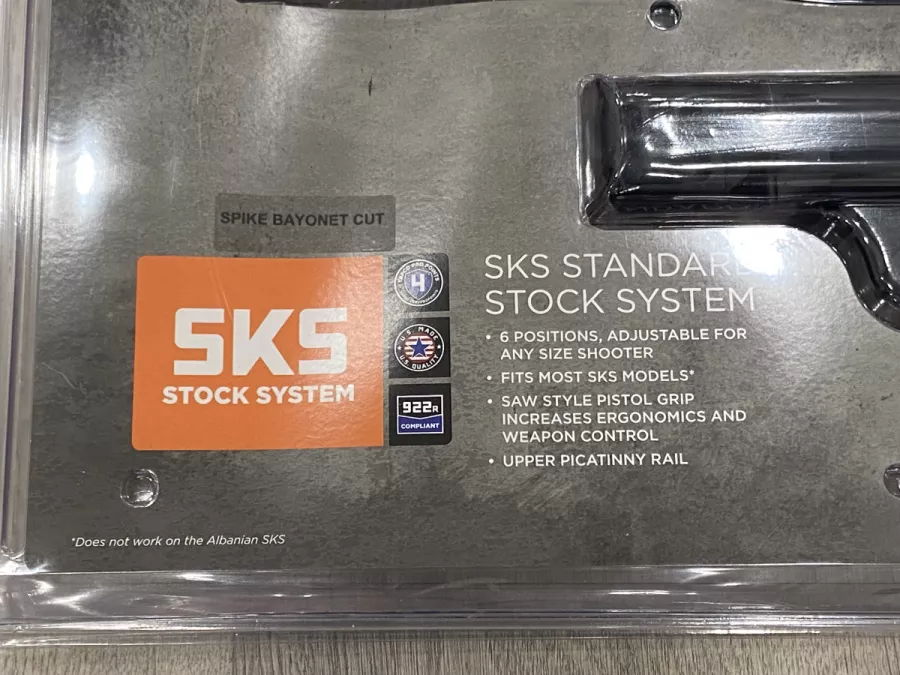 SPIKE BAYONET CUT
SKS
STOCK SYSTEM
4
U.S. MADE
U.S. QUALITY
922R
COMPLIANT
SKS STANDARD
STOCK SYSTEM
• 6 POSITIONS, ADJUSTABLE FOR
ANY SIZE SHOOTER
• FITS MOST SKS MODELS*
• SAW STYLE PISTOL GRIP
INCREASES ERGONOMICS AND
WEAPON CONTROL
• UPPER PICATINNY RAIL
*Does not work on the Albanian SKS